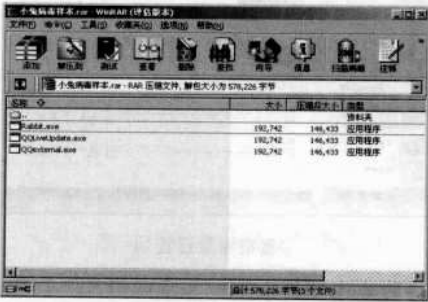 小兔病毒样本.rar - WinRAR (评估版本)
文件(F) 命令(C) 工具(S) 收藏夹(O) 选项(N) 帮助(H)
添加 解压到 测试 查看 删除 查找 向导 信息 扫描病毒 注释
小兔病毒样本.rar - RAR 压缩文件, 解包大小为 578,226 字节
名称 大小 压缩后大小 类型
.. 资料夹
Rabbit.exe 192,742 146,433 应用程序
QQLiveUpdate.exe 192,742 146,433 应用程序
QQexternal.exe 192,742 146,433 应用程序
总计 578,226 字节(3 个文件)